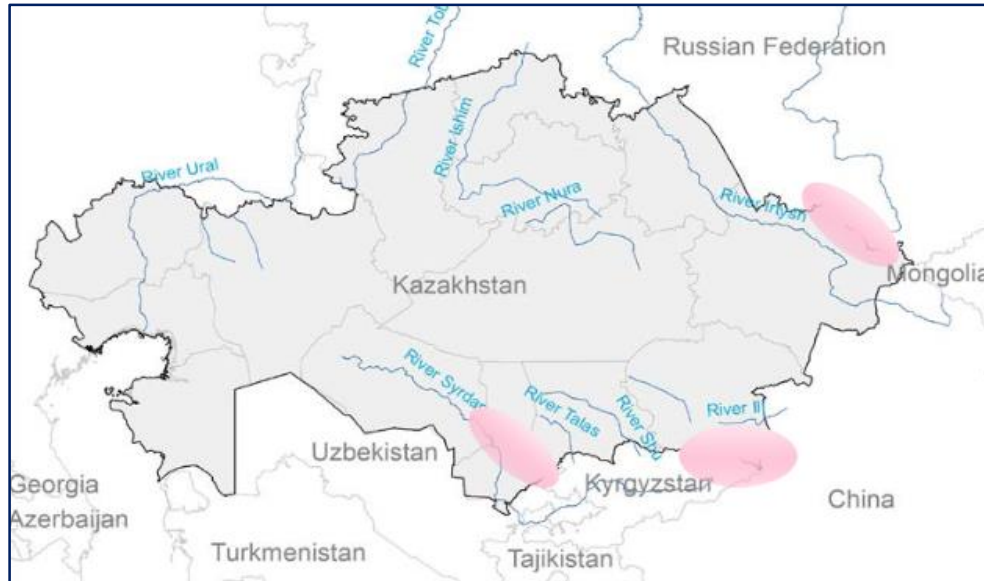 River Tob
Russian Federation
River Ishim
River Ural
River Nura
River Irtysh
Mongolia
Kazakhstan
River Syrdar
River Talas
River Shu
River Il
Uzbekistan
Kyrgyzstan
Georgia
Azerbaijan
China
Turkmenistan
Tajikistan